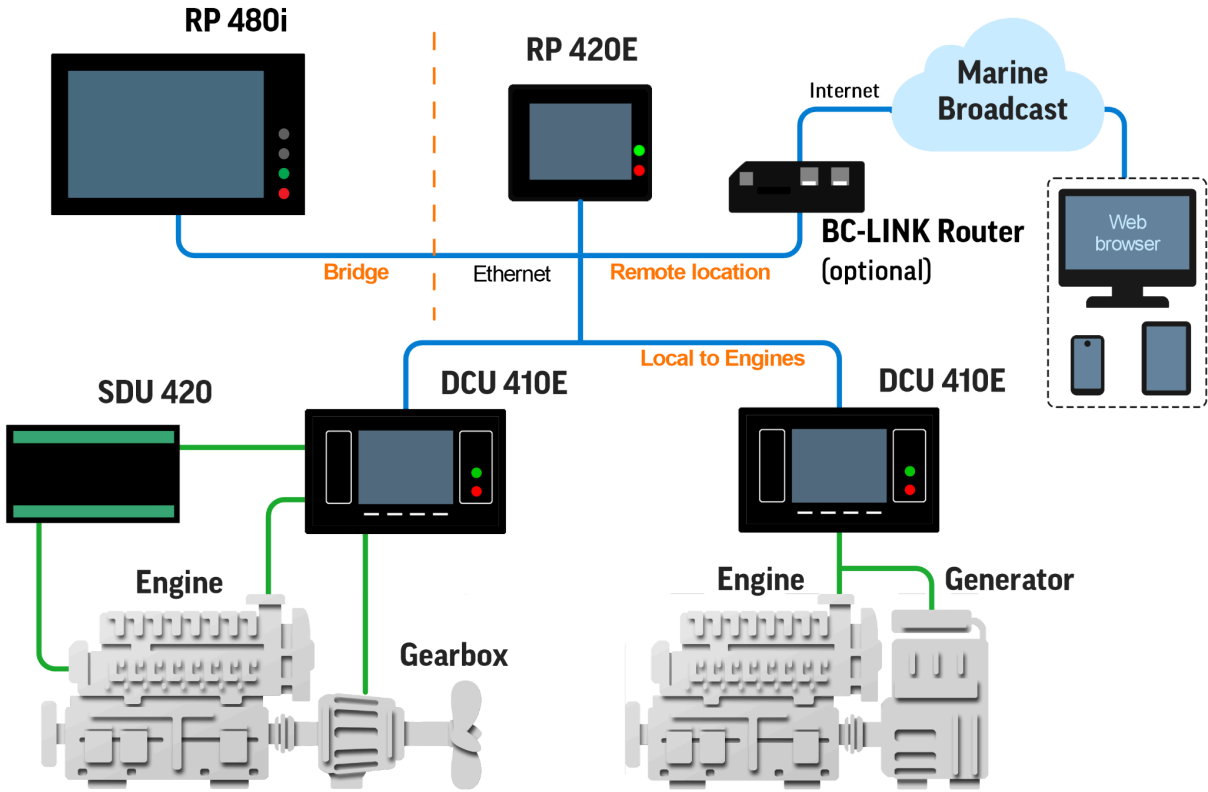 RP 480i
RP 420E
Internet
Marine
Broadcast
BC-LINK Router
(optional)
Web
browser
Bridge
Ethernet
Remote location
Local to Engines
SDU 420
DCU 410E
DCU 410E
Engine
Gearbox
Engine
Generator